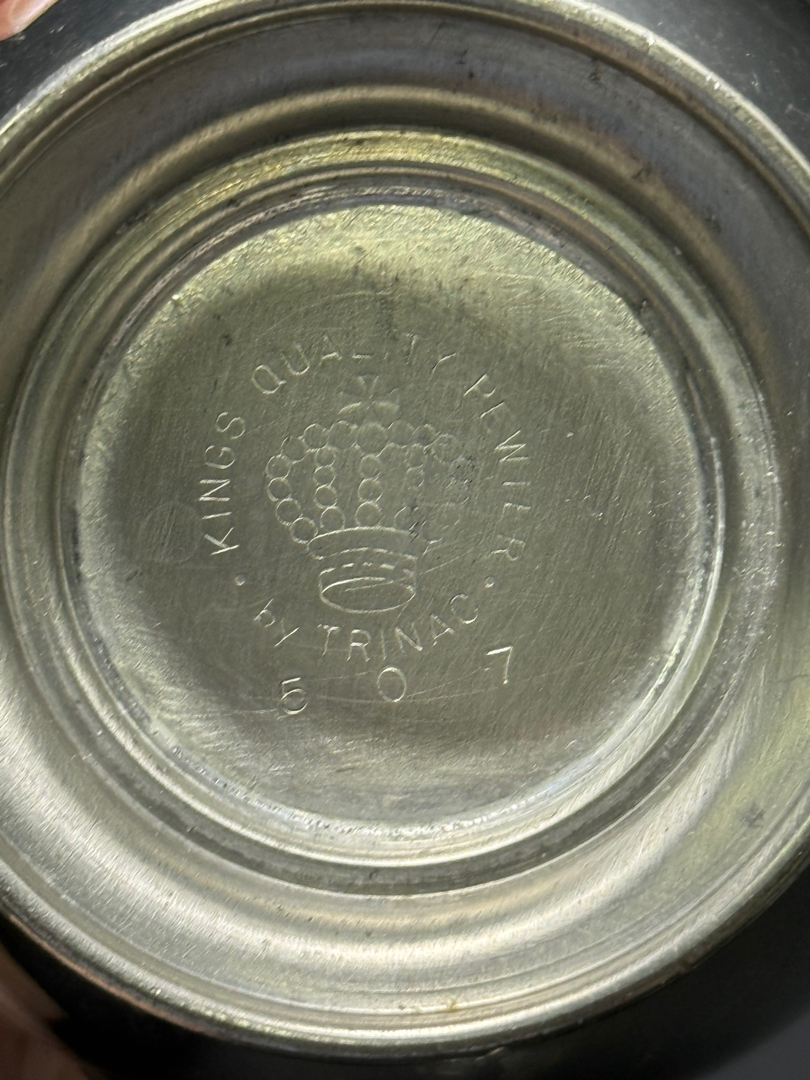 KINGS QUALITY PEWTER
• by TRINAC •
5 0 7